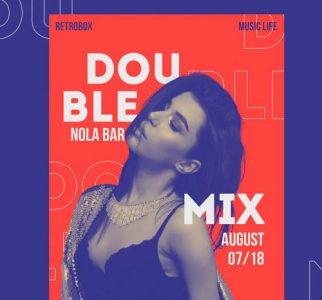 RETROBOX
MUSIC LIFE
DOU
BLE
NOLA BAR
MIX
AUGUST
07/18